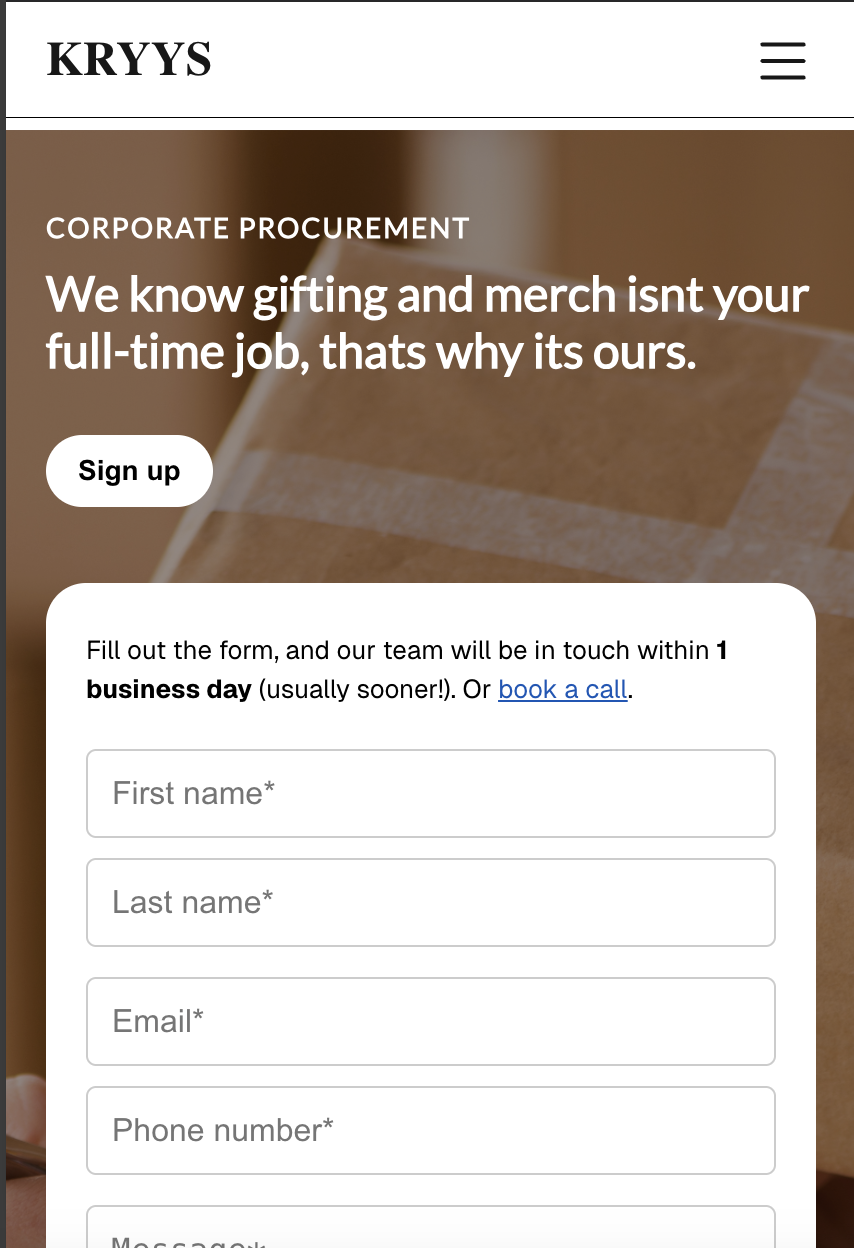 KRYYS
CORPORATE PROCUREMENT
We know gifting and merch isnt your
full-time job, thats why its ours.
Sign up
Fill out the form, and our team will be in touch within 1
business day (usually sooner!). Or book a call.
First name*
Last name*
Email*
Phone number*
Message*